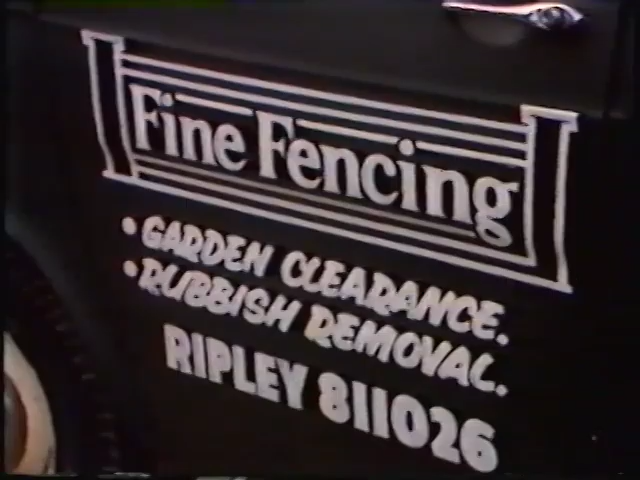 Fine Fencing
• GARDEN CLEARANCE.
• RUBBISH REMOVAL.
RIPLEY 811026